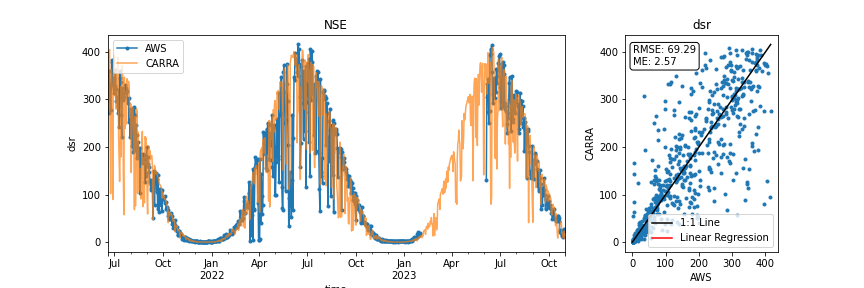 NSE
AWS
CARRA
dsr
400
300
200
100
0
Jul
Oct
Jan
2022
Apr
Jul
Oct
Jan
2023
Apr
Jul
Oct
time
dsr
RMSE: 69.29
ME: 2.57
CARRA
400
300
200
100
0
1:1 Line
Linear Regression
0 100 200 300 400
AWS